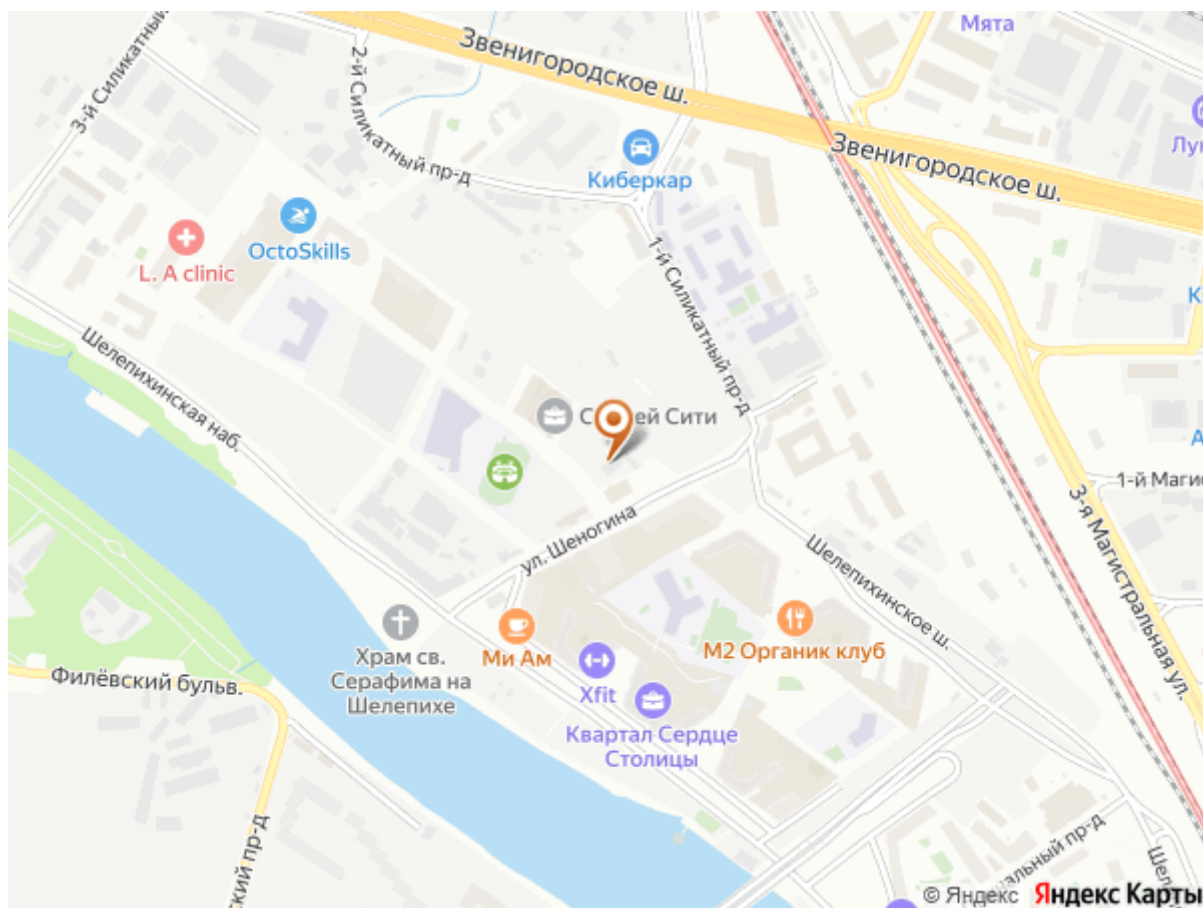 Мята
Звенигородское ш.
3-й Силикатный
2-й Силикатный пр-д
Киберкар
Звенигородское ш.
OctoSkills
L. A clinic
1-й Силикатный пр-д
Шелепихинская наб.
ей Сити
1-й
3-я Магистральная ул.
ул. Шеногина
Шелепихинское ш.
Ми Ам
М2 Органик клуб
Храм св.
Серафима на
Шелепихе
Филёвский бульв.
Xfit
Квартал Сердце
Столицы
пр-д
пр-д
© Яндекс Яндекс Карты